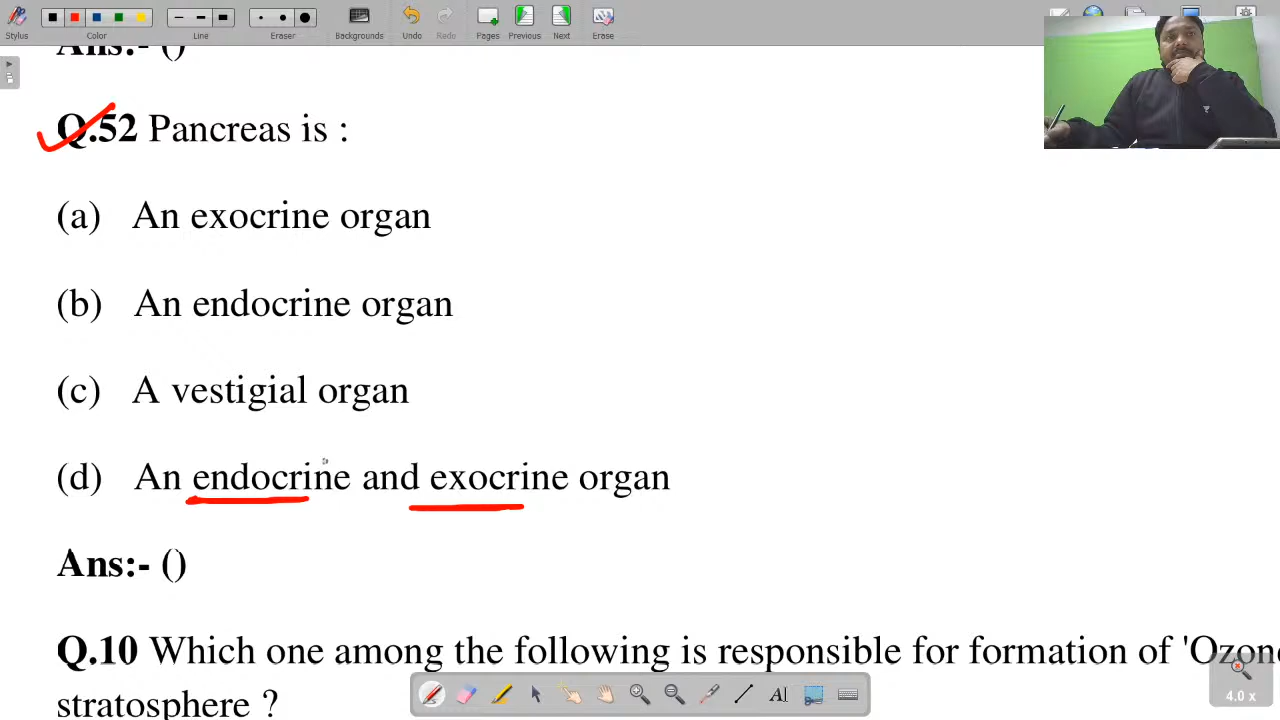 Stylus
Color
Line
Eraser
Backgrounds
Undo
Redo
Pages
Previous
Next
Erase
Ans:- ()
Q.52 Pancreas is :
(a) An exocrine organ
(b) An endocrine organ
(c) A vestigial organ
(d) An endocrine and exocrine organ
Ans:- ()
Q.10 Which one among the following is responsible for formation of 'Ozone
stratosphere ?
4.0 x